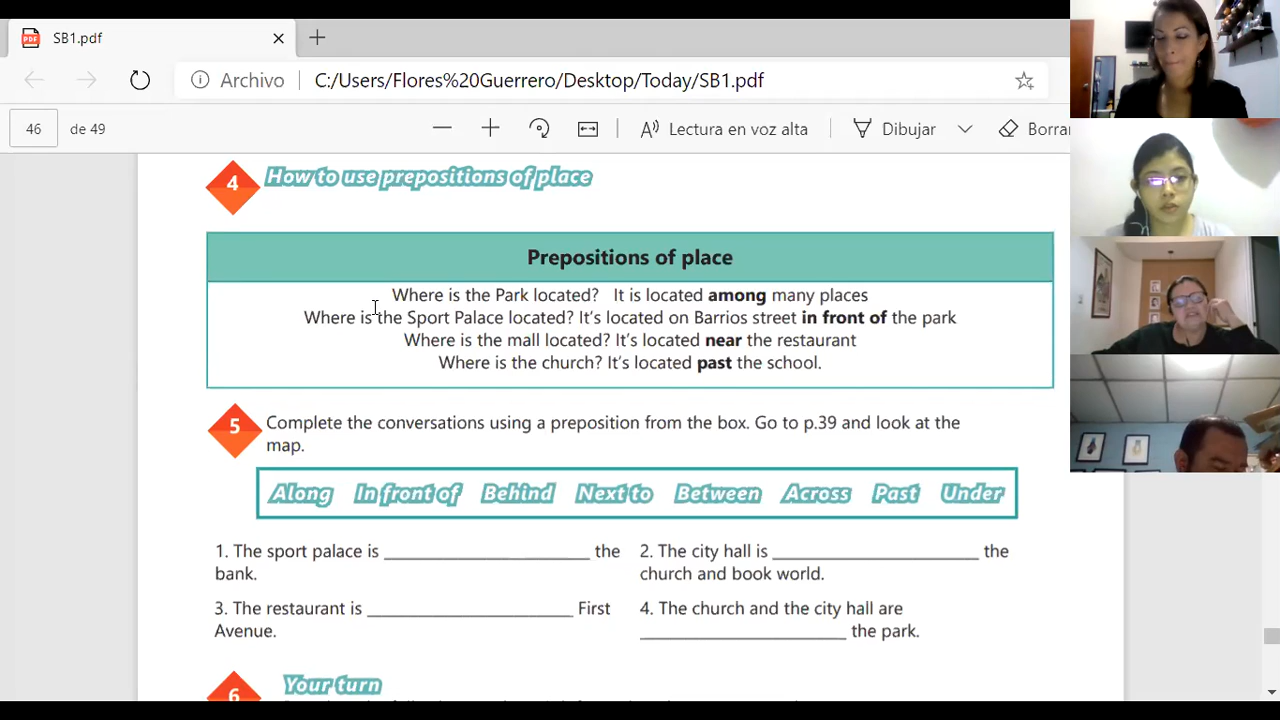 SB1.pdf
Archivo C:/Users/Flores%20Guerrero/Desktop/Today/SB1.pdf
46 de 49 Lectura en voz alta Dibujar Borrar
4 How to use prepositions of place
Prepositions of place
Where is the Park located? It is located among many places
Where is the Sport Palace located? It's located on Barrios street in front of the park
Where is the mall located? It's located near the restaurant
Where is the church? It's located past the school.
5 Complete the conversations using a preposition from the box. Go to p.39 and look at the
map.
Along In front of Behind Next to Between Across Past Under
1. The sport palace is ____________________ the
bank.
2. The city hall is ____________________ the
church and book world.
3. The restaurant is ____________________ First
Avenue.
4. The church and the city hall are
____________________ the park.
6 Your turn